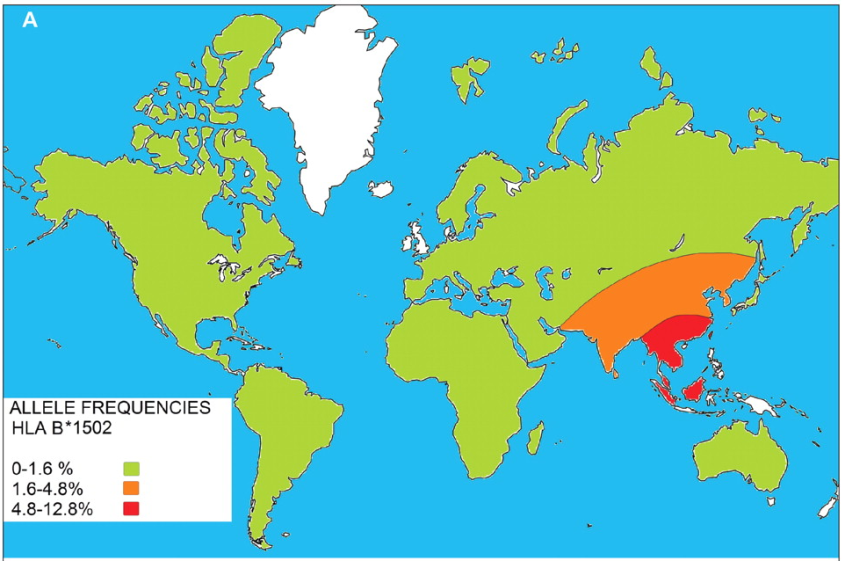 A
ALLELE FREQUENCIES
HLA B*1502
0-1.6 %
1.6-4.8%
4.8-12.8%